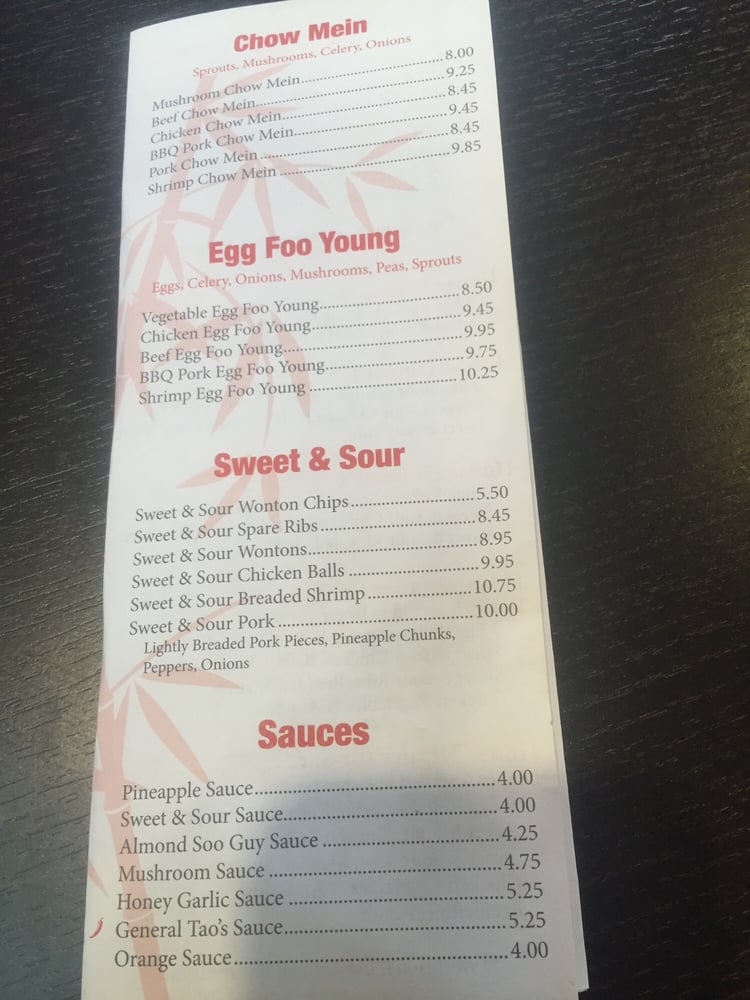 Chow Mein
Sprouts, Mushrooms, Celery, Onions
Mushroom Chow Mein..........8.00
Beef Chow Mein..........9.25
Chicken Chow Mein..........8.45
BBQ Pork Chow Mein..........9.45
Pork Chow Mein..........8.45
Shrimp Chow Mein..........9.85
Egg Foo Young
Eggs, Celery, Onions, Mushrooms, Peas, Sprouts
Vegetable Egg Foo Young..........8.50
Chicken Egg Foo Young..........9.45
Beef Egg Foo Young..........9.95
BBQ Pork Egg Foo Young..........9.75
Shrimp Egg Foo Young..........10.25
Sweet & Sour
Sweet & Sour Wonton Chips..........5.50
Sweet & Sour Spare Ribs..........8.45
Sweet & Sour Wontons..........8.95
Sweet & Sour Chicken Balls..........9.95
Sweet & Sour Breaded Shrimp..........10.75
Sweet & Sour Pork..........10.00
Lightly Breaded Pork Pieces, Pineapple Chunks,
Peppers, Onions
Sauces
Pineapple Sauce..........4.00
Sweet & Sour Sauce..........4.00
Almond Soo Guy Sauce..........4.25
Mushroom Sauce..........4.75
Honey Garlic Sauce..........5.25
General Tao's Sauce..........5.25
Orange Sauce..........4.00